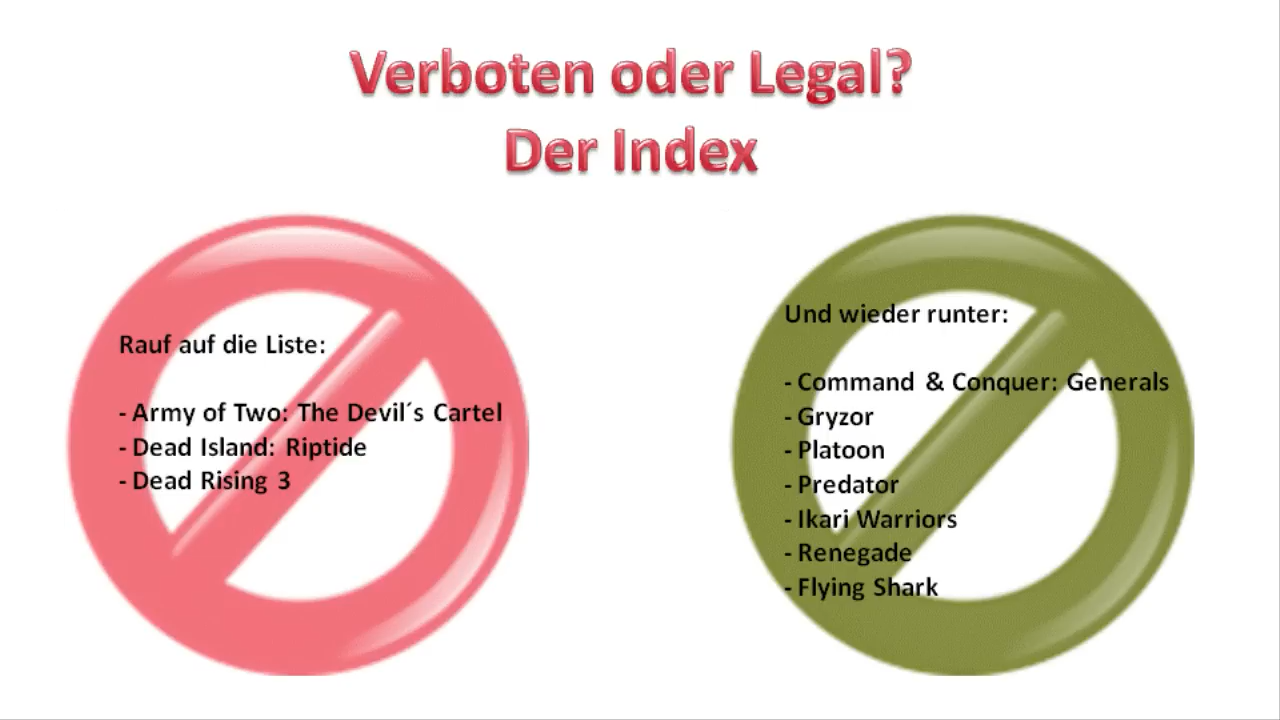 Verboten oder Legal?
Der Index
Rauf auf die Liste:
- Army of Two: The Devil´s Cartel
- Dead Island: Riptide
- Dead Rising 3
Und wieder runter:
- Command & Conquer: Generals
- Gryzor
- Platoon
- Predator
- Ikari Warriors
- Renegade
- Flying Shark